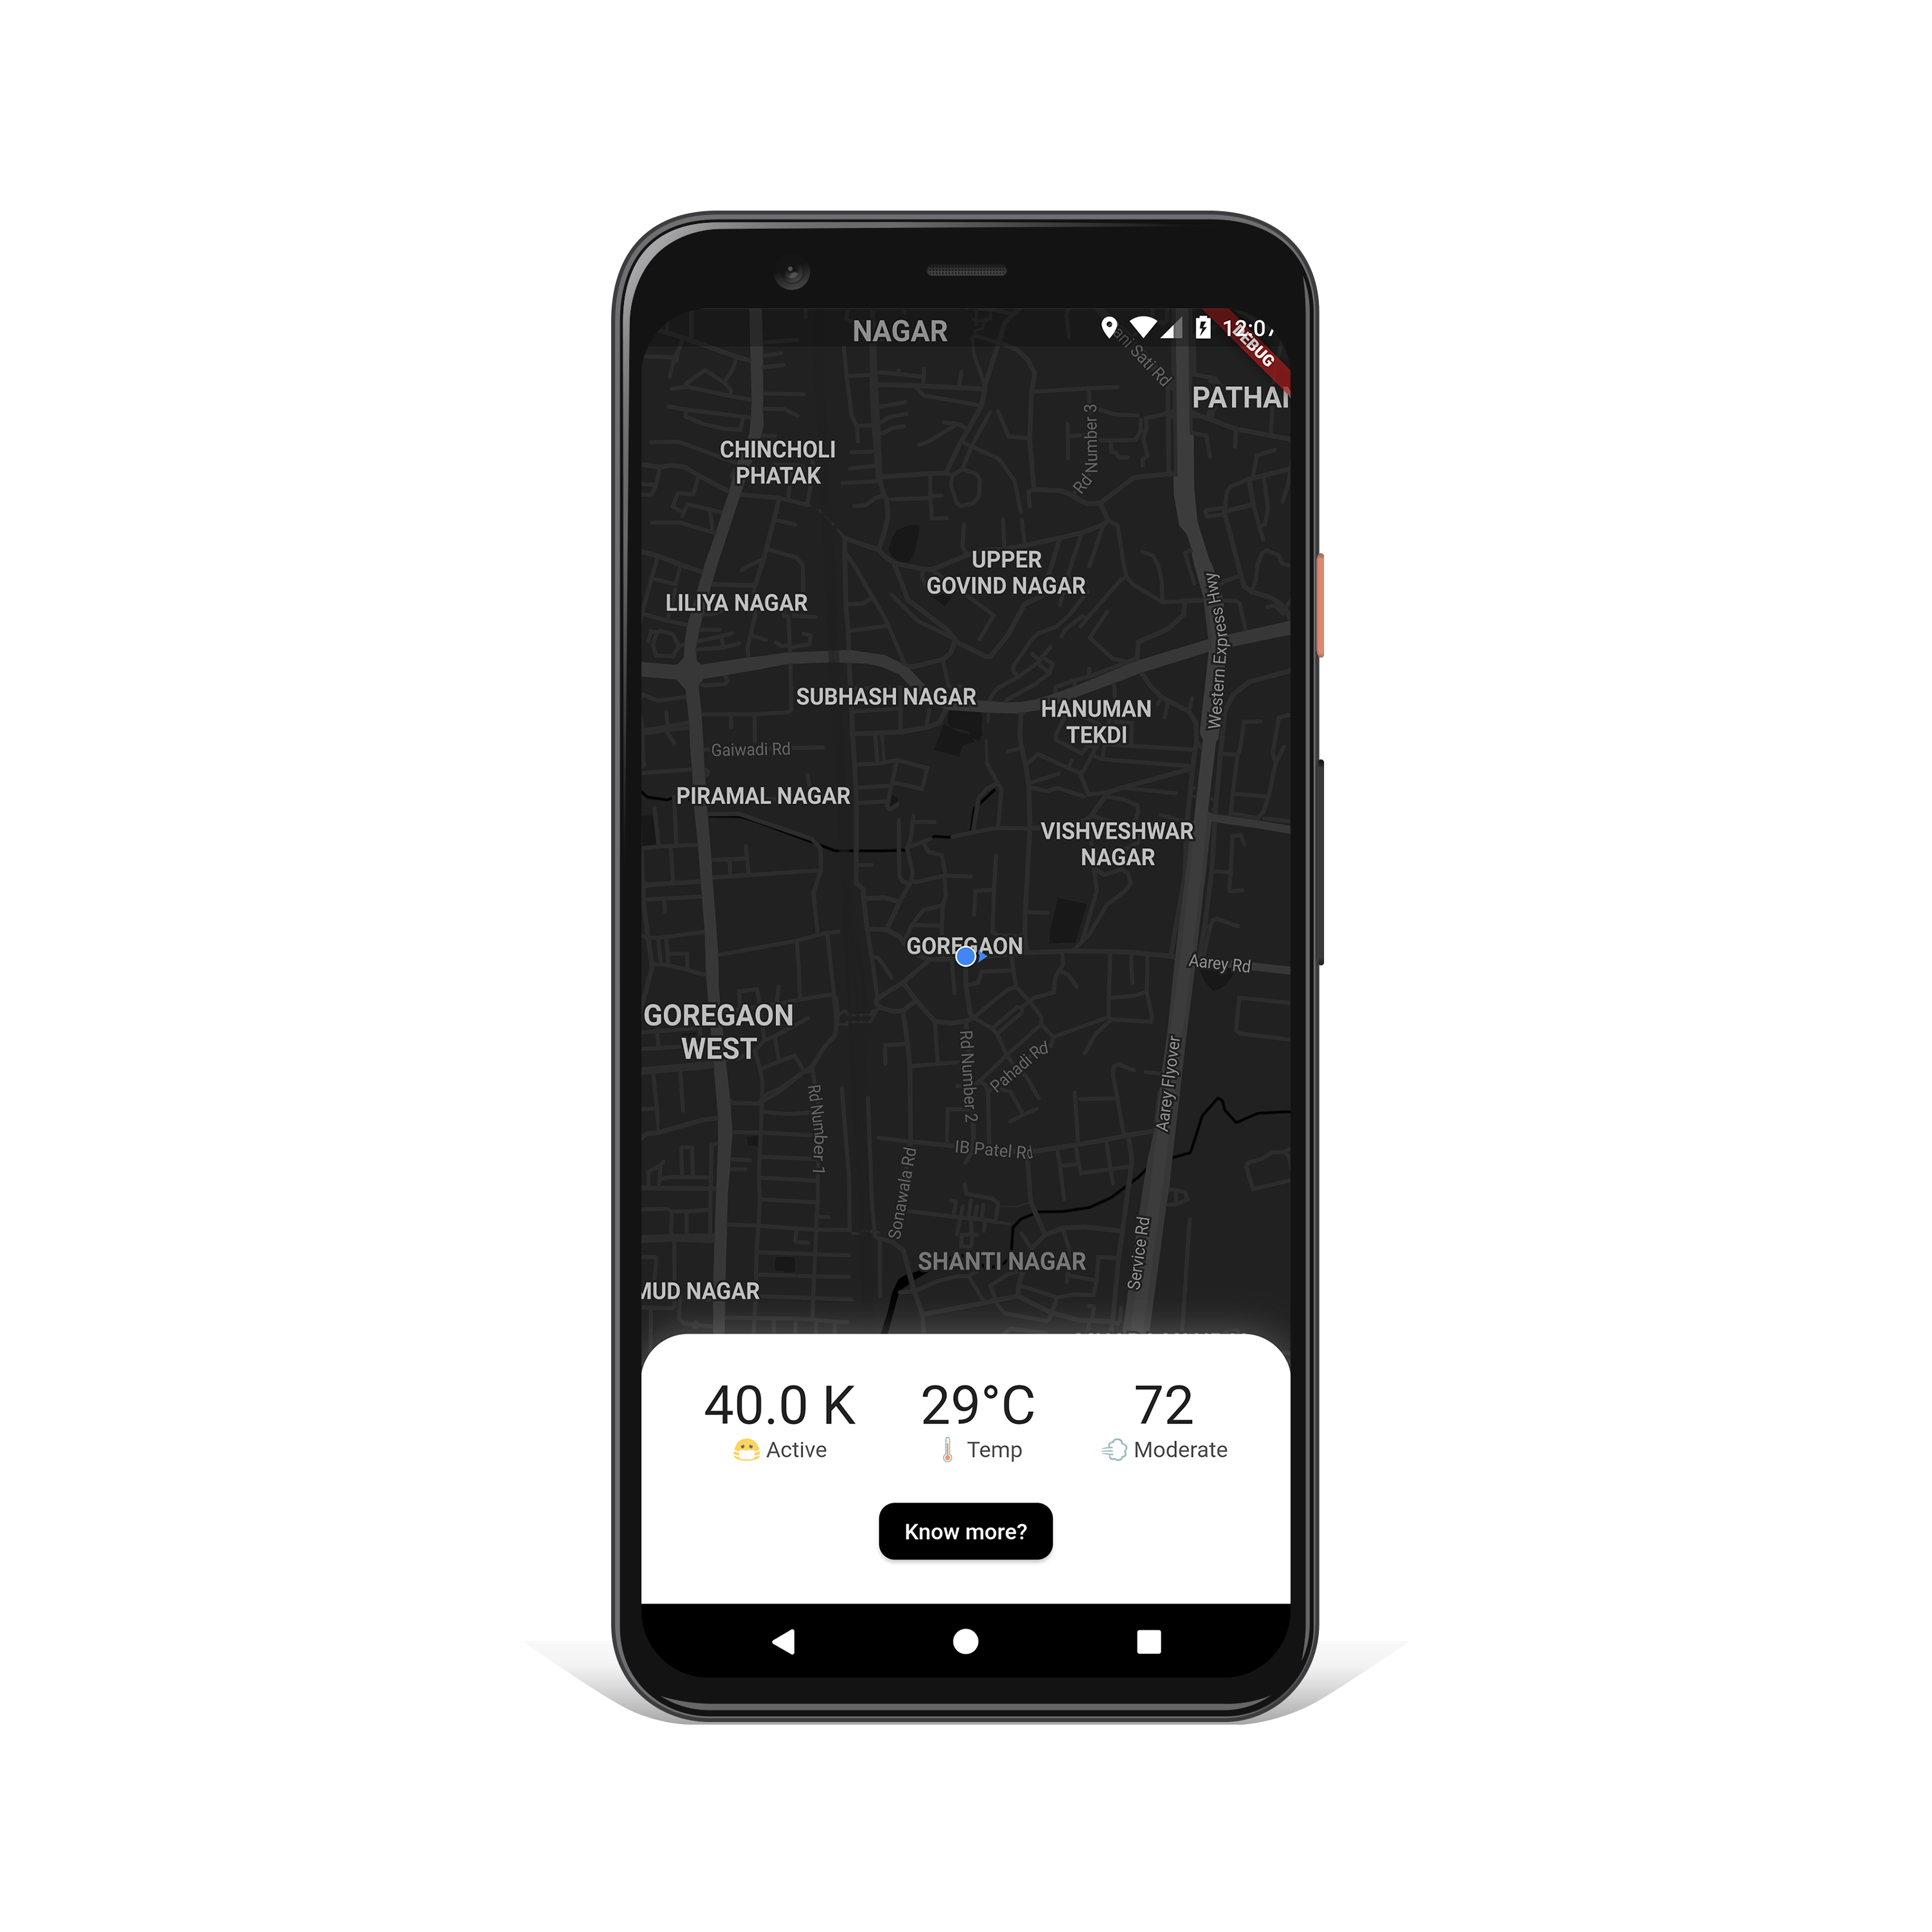 NAGAR
12:0
DEBUG
ani Sati Rd
PATHAN
Rd Number 3
CHINCHOLI
PHATAK
UPPER
GOVIND NAGAR
LILIYA NAGAR
Western Express Hwy
SUBHASH NAGAR
HANUMAN
TEKDI
Gaiwadi Rd
PIRAMAL NAGAR
VISHVESHWAR
NAGAR
GOREGAON
Aarey Rd
GOREGAON
WEST
Rd Number 2
Pahadi Rd
Aarey Flyover
Rd Number 1
IB Patel Rd
Sonawala Rd
Service Rd
SHANTI NAGAR
MUD NAGAR
40.0 K
29°C
72
😷 Active
🌡️ Temp
💨 Moderate
Know more?